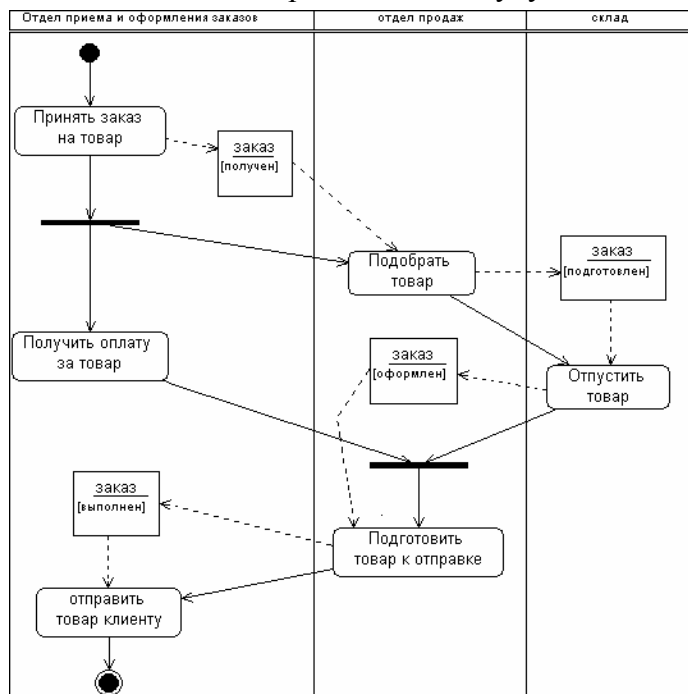 Отдел приема и оформления заказов
отдел продаж
склад
Принять заказ
на товар
заказ
[получен]
Подобрать
товар
заказ
[подготовлен]
Получить оплату
за товар
заказ
[оформлен]
Отпустить
товар
заказ
[выполнен]
Подготовить
товар к отправке
отправить
товар клиенту